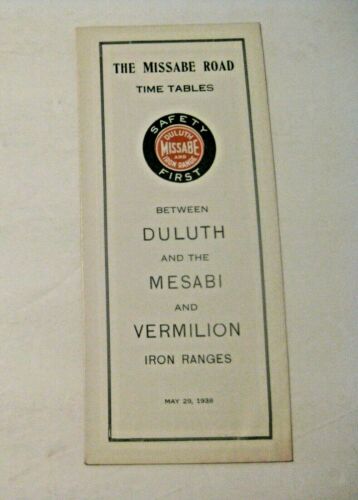 THE MISSABE ROAD
TIME TABLES
SAFETY
DULUTH
MISSABE
AND
IRON RANGE
FIRST
BETWEEN
DULUTH
AND THE
MESABI
AND
VERMILION
IRON RANGES
MAY 29, 1938